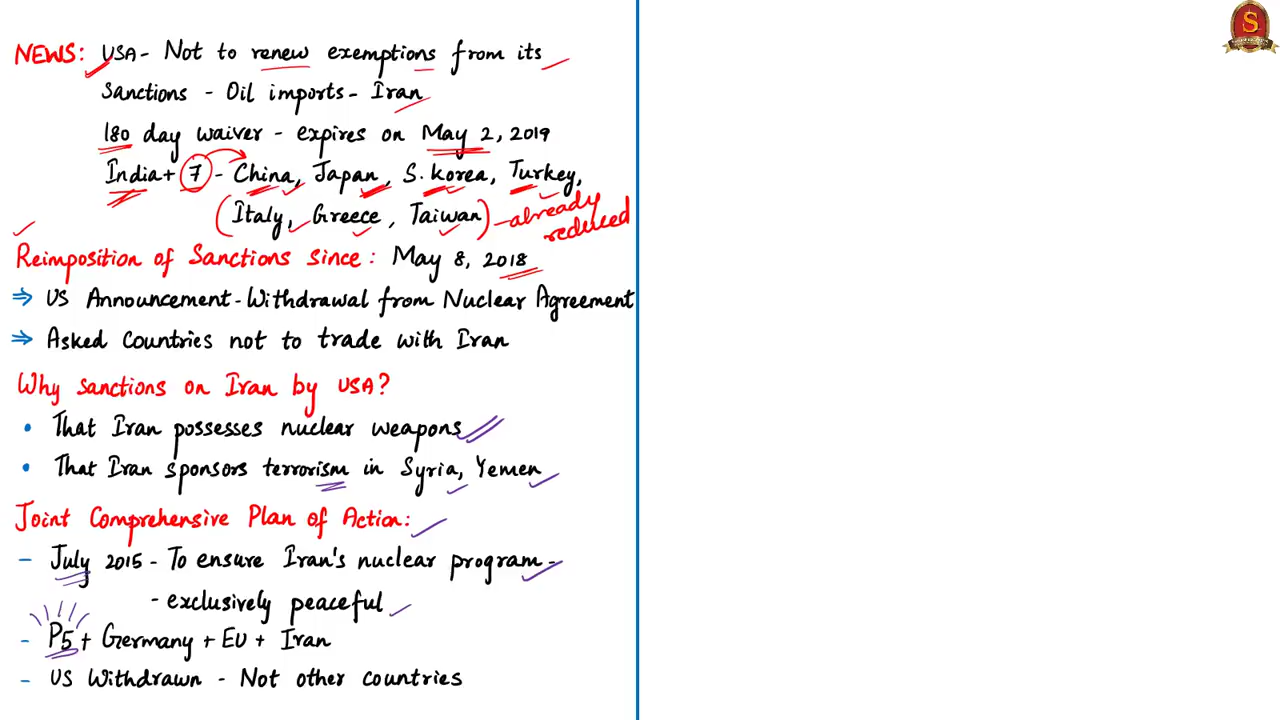 NEWS: USA - Not to renew exemptions from its
Sanctions - Oil imports - Iran
180 day waiver - expires on May 2, 2019
India + 7 - China, Japan, S. korea, Turkey,
(Italy, Greece, Taiwan) - already reduced
Reimposition of Sanctions since: May 8, 2018
⇒ US Announcement - Withdrawal from Nuclear Agreement
⇒ Asked Countries not to trade with Iran
Why sanctions on Iran by USA?
• That Iran possesses nuclear weapons
• That Iran sponsors terrorism in Syria, Yemen
Joint Comprehensive Plan of Action:
- July 2015 - To ensure Iran's nuclear program -
- exclusively peaceful
- P5 + Germany + EU + Iran
- US Withdrawn - Not other countries
S